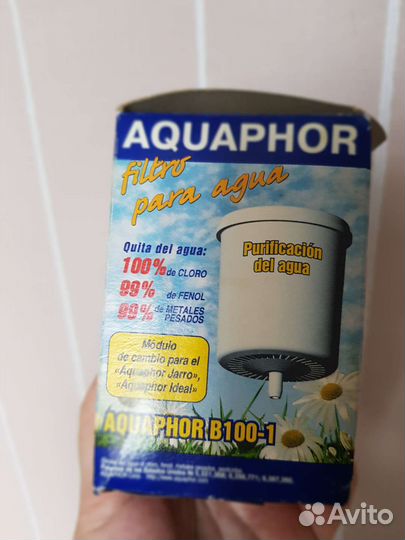 AQUAPHOR
filtro
para agua
Quita del agua:
100% de CLORO
99% de FENOL
99% de METALES
PESADOS
Purificación
del agua
Módulo
de cambio para el
«Aquaphor Jarro»,
«Aquaphor Ideal»
AQUAPHOR B100-1
Avito